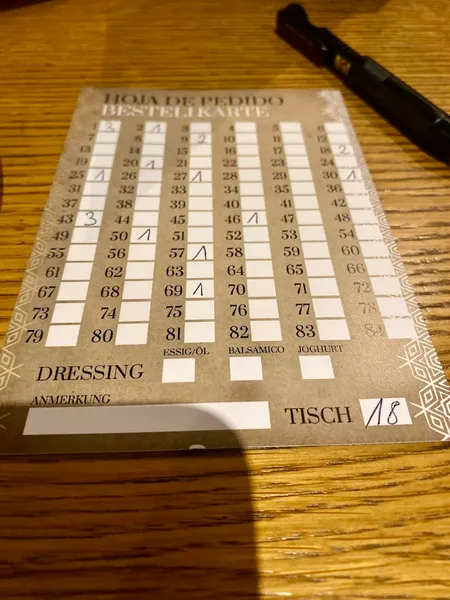 HOJA DE PEDIDO
BESTELLKARTE
1 3 2 1 3 4 5 6
7 8 9 2 10 11 12
13 14 15 16 17 18 2
19 20 1 21 22 23 24
25 1 26 27 1 28 29 30 1
31 32 33 34 35 36
37 38 39 40 41 42
43 3 44 45 46 1 47 48
49 50 1 51 52 53 54
55 56 57 1 58 59 60
61 62 63 64 65 66
67 68 69 1 70 71 72
73 74 75 76 77 78
79 80 81 82 83 84
ESSIG/ÖL BALSAMICO JOGHURT
DRESSING
ANMERKUNG
TISCH 18